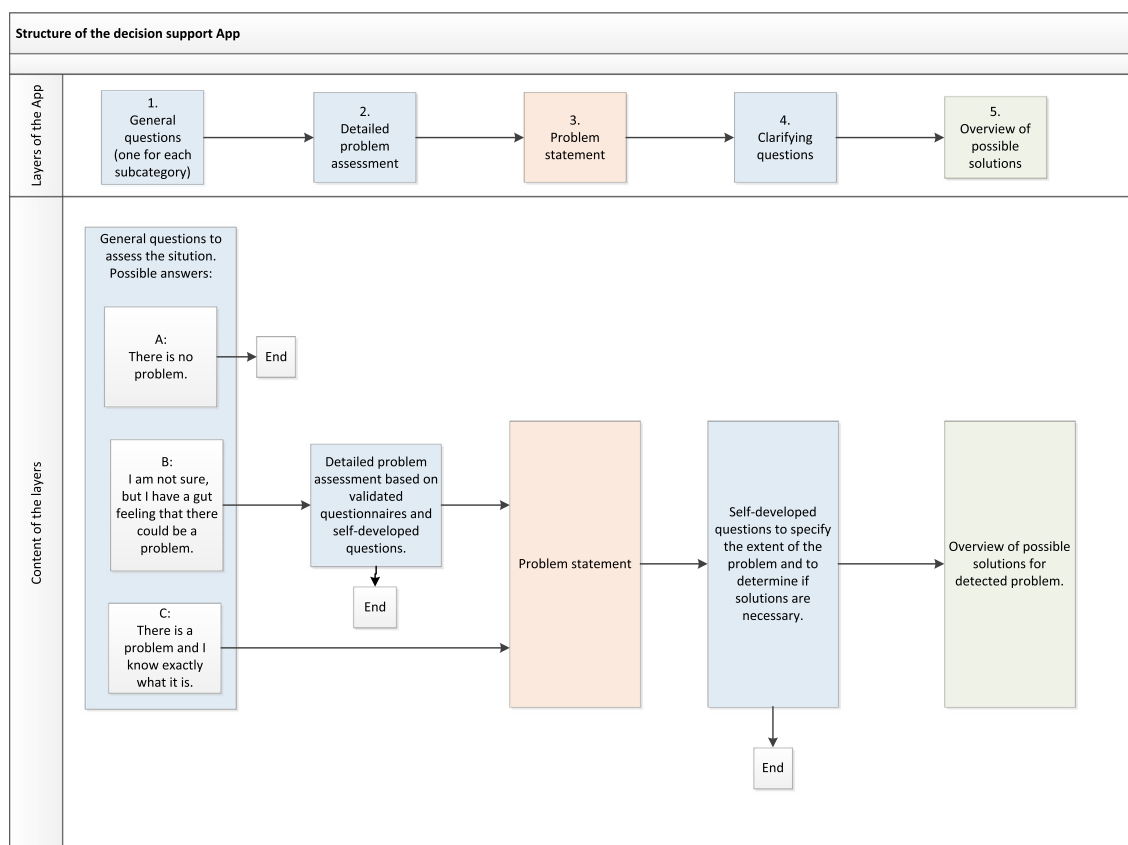 Structure of the decision support App
Layers of the App
1.
General
questions
(one for each
subcategory)
2.
Detailed
problem
assessment
3.
Problem
statement
4.
Clarifying
questions
5.
Overview of
possible
solutions
Content of the layers
General questions to
assess the sitution.
Possible answers:
A:
There is no
problem.
End
B:
I am not sure,
but I have a gut
feeling that there
could be a
problem.
Detailed problem
assessment based on
validated
questionnaires and
self-developed
questions.
End
C:
There is a
problem and I
know exactly
what it is.
Problem statement
Self-developed
questions to specify
the extent of the
problem and to
determine if
solutions are
necessary.
End
Overview of possible
solutions for
detected problem.